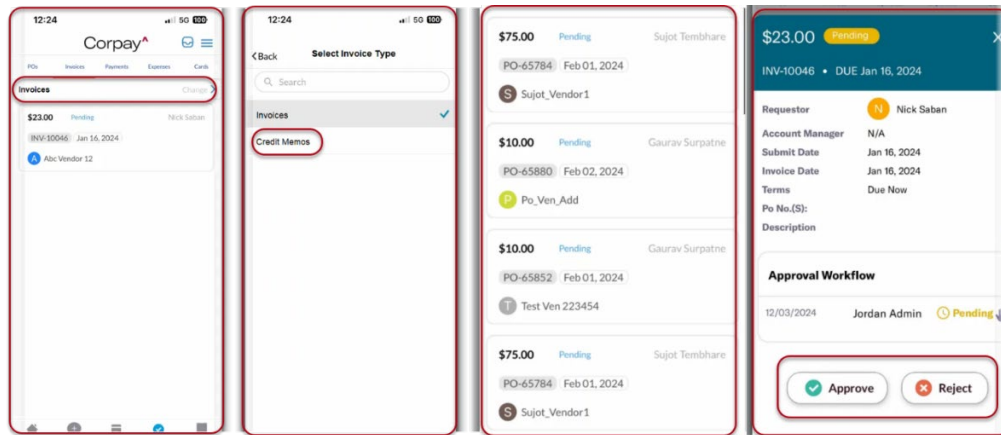 12:24
5G 100
Corpay^
POs Invoices Payments Expenses Cards
Invoices Change
$23.00 Pending Nick Saban
INV-10046 Jan 16, 2024
A Abc Vendor 12
12:24
5G 100
<Back Select Invoice Type
Search
Invoices
Credit Memos
$75.00 Pending Sujot Tembhare
PO-65784 Feb 01, 2024
S Sujot_Vendor1
$10.00 Pending Gaurav Surpatne
PO-65880 Feb 02, 2024
P Po_Ven_Add
$10.00 Pending Gaurav Surpatne
PO-65852 Feb 01, 2024
T Test Ven 223454
$75.00 Pending Sujot Tembhare
PO-65784 Feb 01, 2024
S Sujot_Vendor1
$23.00 Pending
INV-10046 • DUE Jan 16, 2024
Requestor N Nick Saban
Account Manager N/A
Submit Date Jan 16, 2024
Invoice Date Jan 16, 2024
Terms Due Now
Po No.(S):
Description
Approval Workflow
12/03/2024 Jordan Admin Pending
Approve Reject